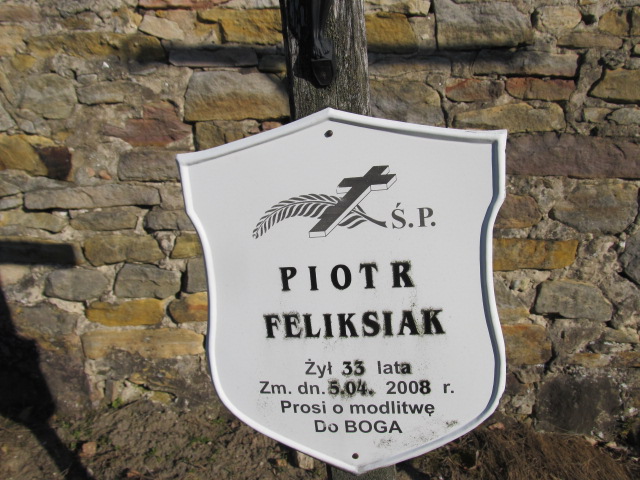 Ś.P.
PIOTR
FELIKSIAK
Żył 33 lata
Zm. dn. 5.04. 2008 r.
Prosi o modlitwę
Do BOGA